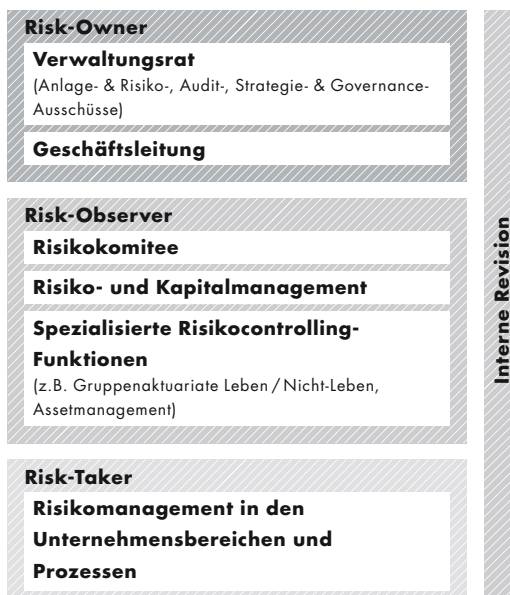 Risk-Owner
Verwaltungsrat
(Anlage- & Risiko-, Audit-, Strategie- & Governance-
Ausschüsse)
Geschäftsleitung
Risk-Observer
Risikokomitee
Risiko- und Kapitalmanagement
Spezialisierte Risikocontrolling-
Funktionen
(z.B. Gruppenaktuariate Leben / Nicht-Leben,
Assetmanagement)
Risk-Taker
Risikomanagement in den
Unternehmensbereichen und
Prozessen
Interne Revision